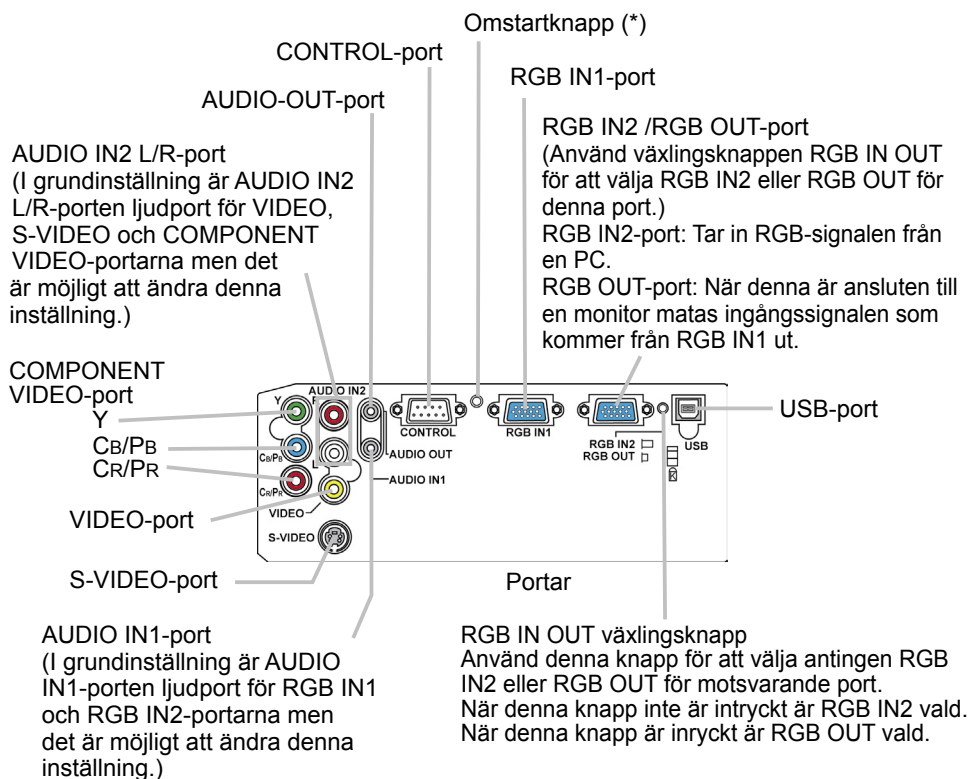 Omstartknapp (*)
CONTROL-port
RGB IN1-port
AUDIO-OUT-port
RGB IN2 /RGB OUT-port
(Använd växlingsknappen RGB IN OUT
för att välja RGB IN2 eller RGB OUT för
denna port.)
RGB IN2-port: Tar in RGB-signalen från
en PC.
RGB OUT-port: När denna är ansluten till
en monitor matas ingångssignalen som
kommer från RGB IN1 ut.
AUDIO IN2 L/R-port
(I grundinställning är AUDIO IN2
L/R-porten ljudport för VIDEO,
S-VIDEO och COMPONENT
VIDEO-portarna men det
är möjligt att ändra denna
inställning.)
COMPONENT
VIDEO-port
Y
CB/PB
CR/PR
VIDEO-port
S-VIDEO-port
USB-port
Y
AUDIO IN2
R
CB/PB
L
CR/PR
VIDEO
S-VIDEO
CONTROL
AUDIO OUT
AUDIO IN1
RGB IN1
RGB IN2
RGB OUT
USB
Portar
AUDIO IN1-port
(I grundinställning är AUDIO
IN1-porten ljudport för RGB IN1
och RGB IN2-portarna men
det är möjligt att ändra denna
inställning.)
RGB IN OUT växlingsknapp
Använd denna knapp för att välja antingen RGB
IN2 eller RGB OUT för motsvarande port.
När denna knapp inte är intryckt är RGB IN2 vald.
När denna knapp är inryckt är RGB OUT vald.